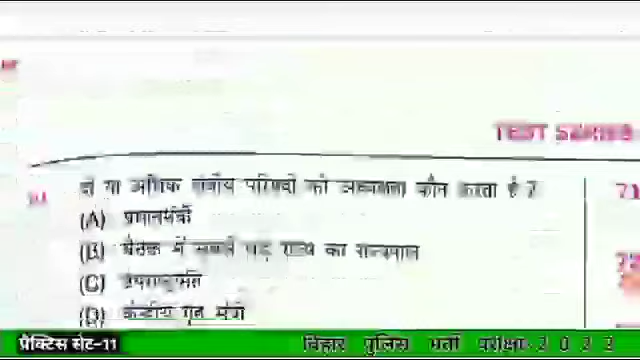 TEST SERIES
दो या अधिक क्षेत्रीय परिषदों की अध्यक्षता कौन करता है ?
71
(A) प्रधानमंत्री
(B) बैठक में सबसे बड़े राज्य का राज्यपाल
(C) उपराष्ट्रपति
(D) केन्द्रीय गृह मंत्री
प्रैक्टिस सेट-11
बिहार पुलिस भर्ती परीक्षा-2023